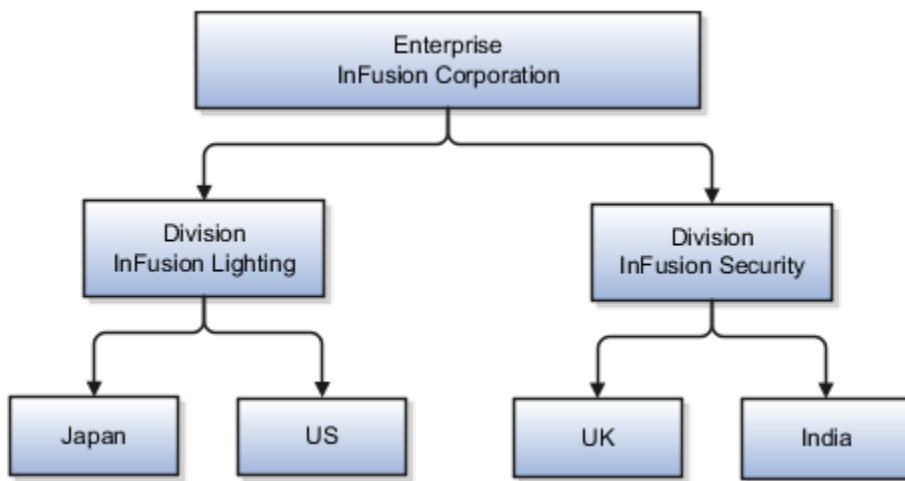 Enterprise
InFusion Corporation
Division
InFusion Lighting
Division
InFusion Security
Japan
US
UK
India